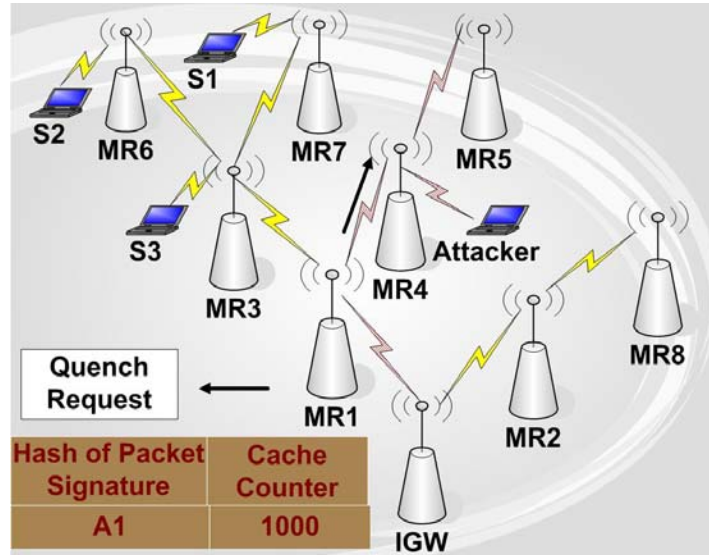 S1
S2
MR6
MR7
MR5
S3
Attacker
MR3
MR4
MR8
Quench
Request
MR1
MR2
Hash of Packet
Signature
Cache
Counter
A1
1000
IGW